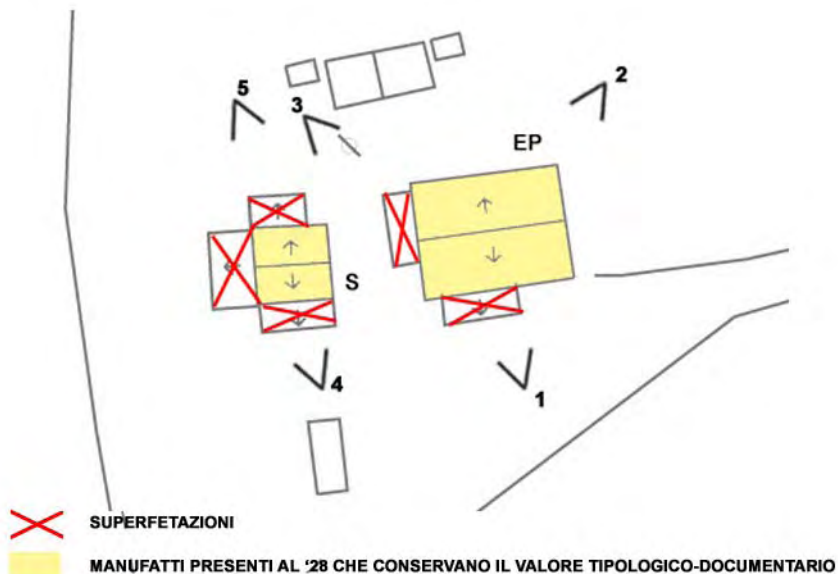 2
5
3
EP
S
4
1
SUPERFETAZIONI
MANUFATTI PRESENTI AL '28 CHE CONSERVANO IL VALORE TIPOLOGICO-DOCUMENTARIO